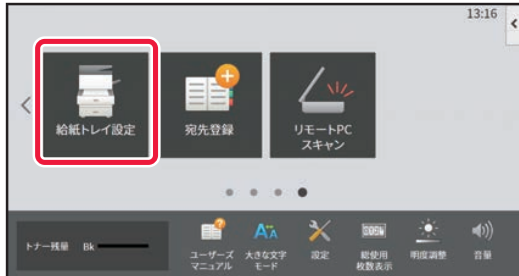 13:16
給紙トレイ設定
宛先登録
リモートPC
スキャン
トナー残量 Bk
ユーザーズ
マニュアル
大きな文字
モード
設定
総使用
枚数表示
明度調整
音量